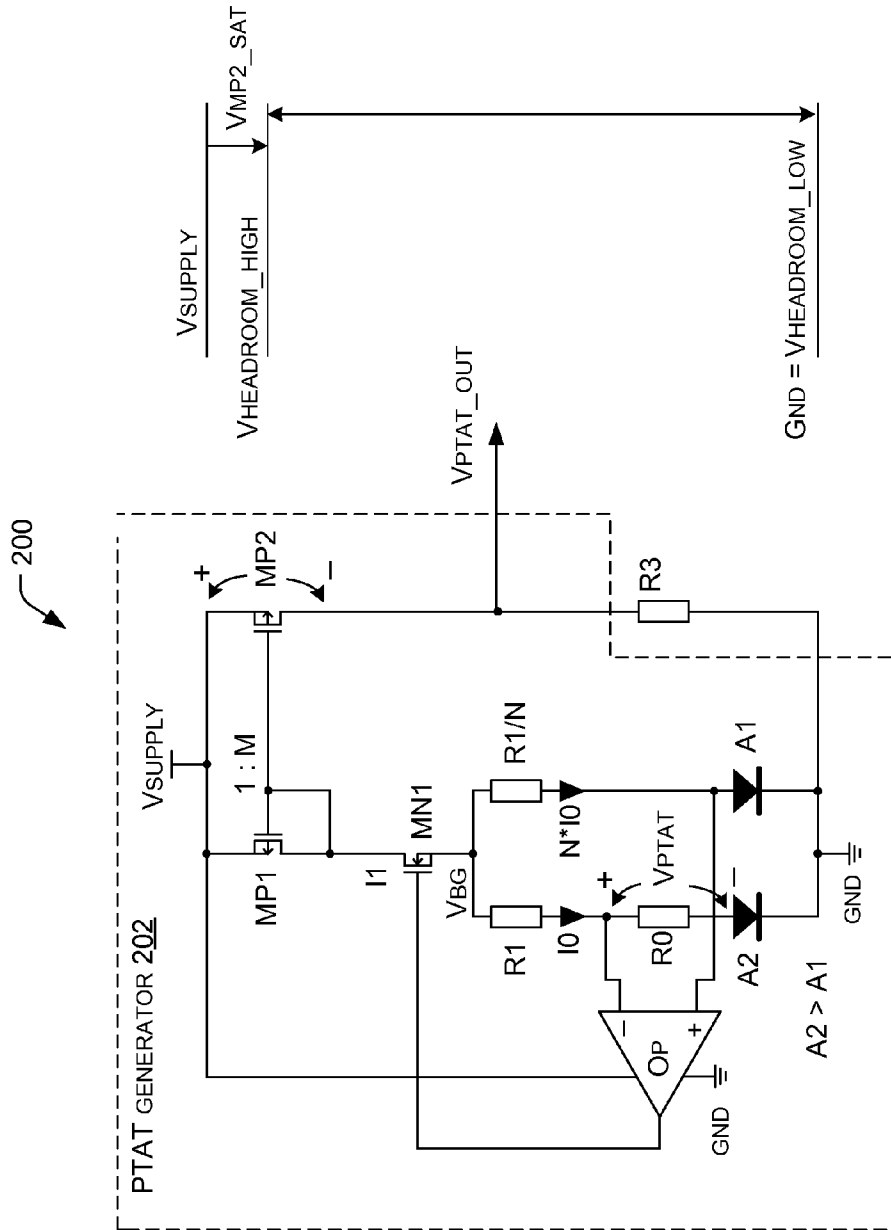 200
PTAT GENERATOR 202
VSUPPLY
MP1
1 : M
MP2
+
–
I1
MN1
VBG
R1
R1/N
I0
N*I0
VPTAT_OUT
OP
–
+
+
VPTAT
–
R0
R3
A2
A1
GND
GND
A2 > A1
VSUPPLY
VMP2_SAT
VHEADROOM_HIGH
GND = VHEADROOM_LOW